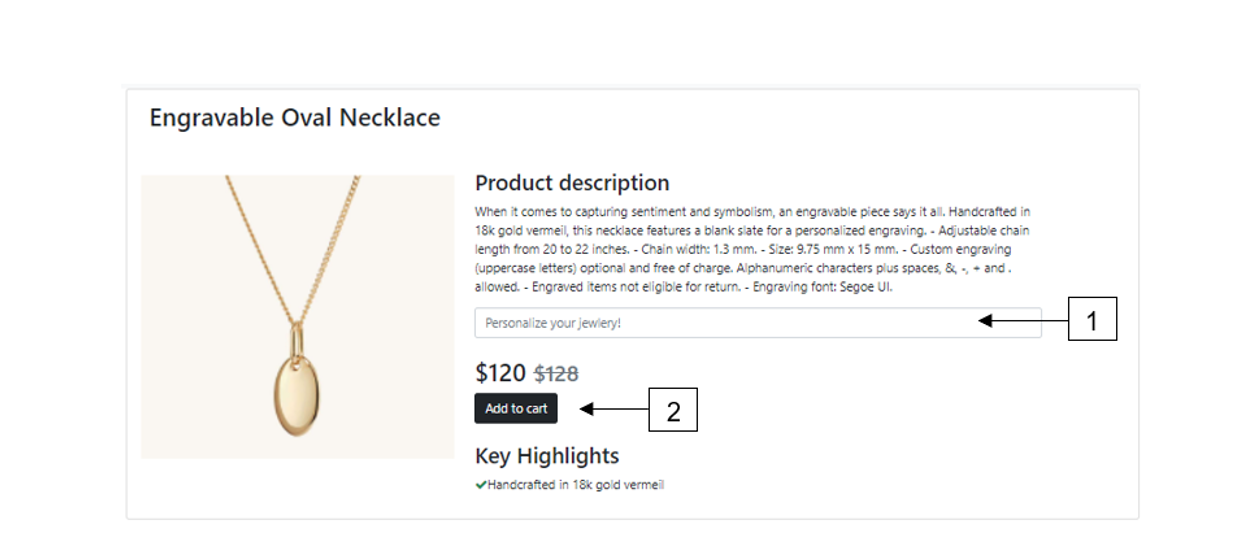 Engravable Oval Necklace
Product description
When it comes to capturing sentiment and symbolism, an engravable piece says it all. Handcrafted in
18k gold vermeil, this necklace features a blank slate for a personalized engraving. - Adjustable chain
length from 20 to 22 inches. - Chain width: 1.3 mm. - Size: 9.75 mm x 15 mm. - Custom engraving
(uppercase letters) optional and free of charge. Alphanumeric characters plus spaces, &, -, + and .
allowed. - Engraved items not eligible for return. - Engraving font: Segoe UI.
Personalize your jewlery!
1
$120 $128
Add to cart
2
Key Highlights
✔Handcrafted in 18k gold vermeil